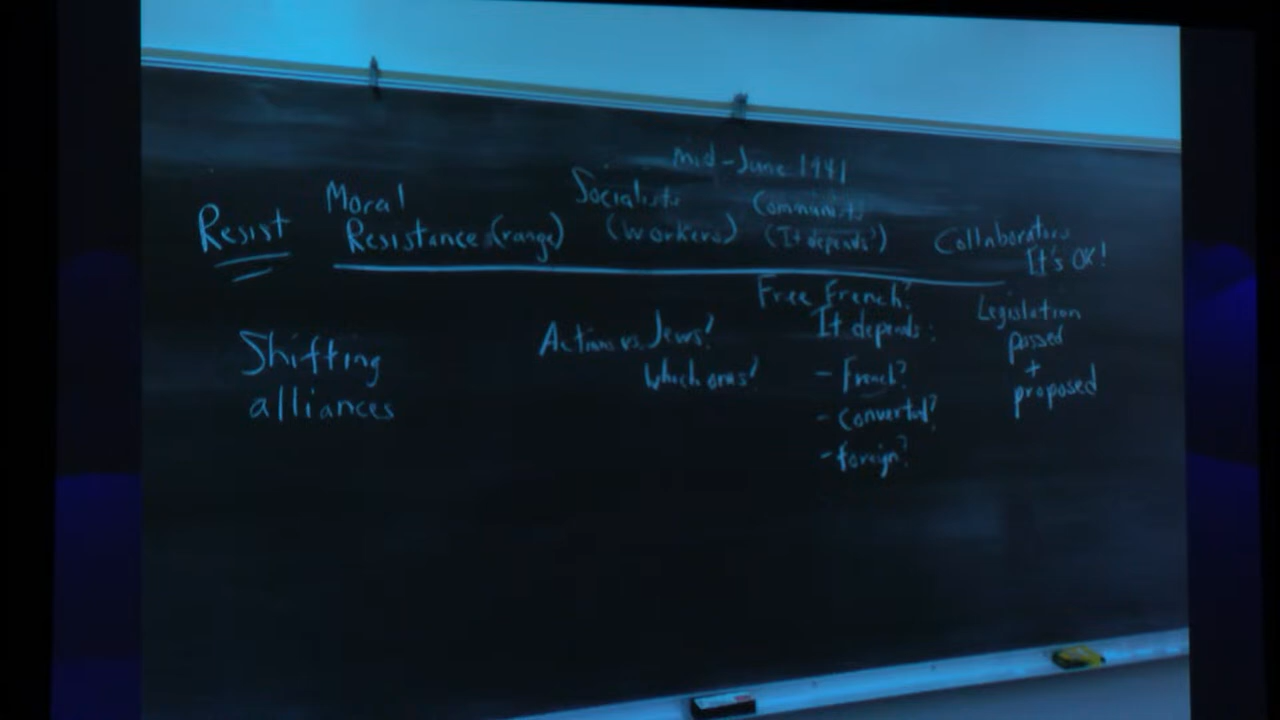 mid-June 1941
Resist
Moral
Resistance (range)
Socialists
(Workers)
Communists
(It depends?)
Collaborators
It's OK!
Shifting
alliances
Actions vs. Jews?
Which ones?
Free French?
It depends:
- French?
- Converted?
- foreign?
Legislation
passed
+
proposed